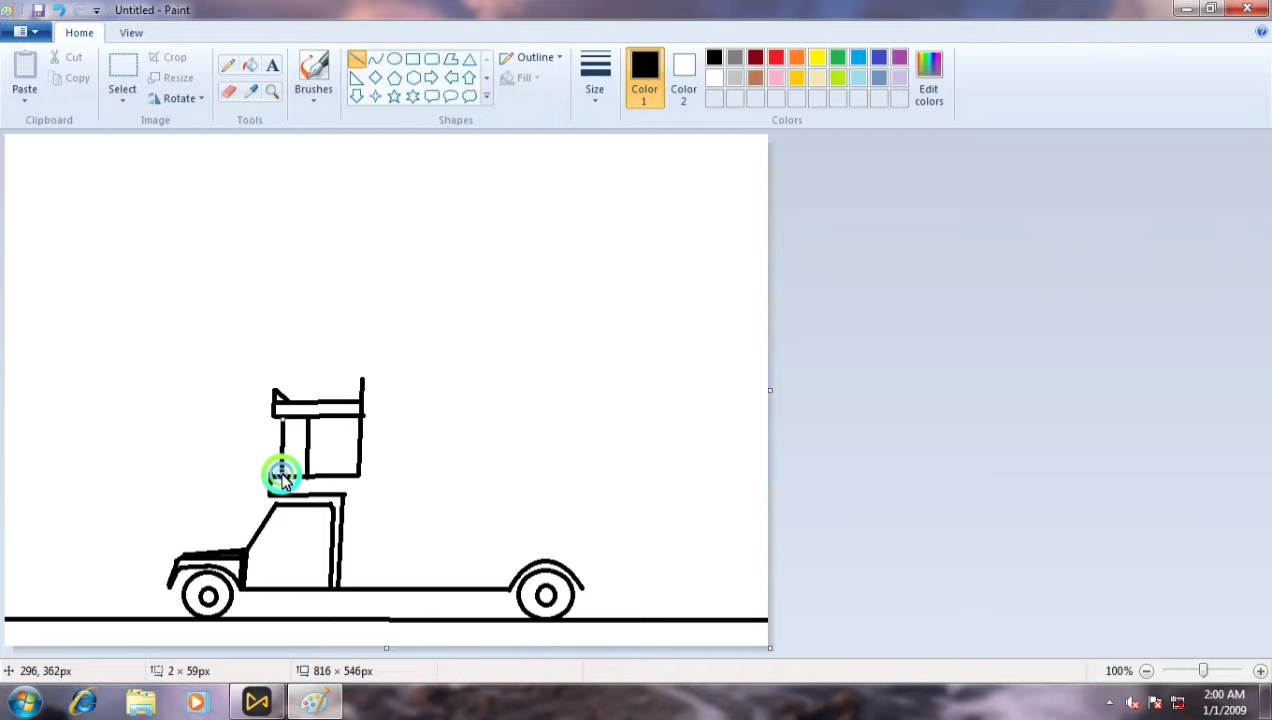 Untitled - Paint
Home
View
Paste
Cut
Copy
Clipboard
Select
Crop
Resize
Rotate
Image
A
Tools
Brushes
Outline
Fill
Shapes
Size
Color
1
Color
2
Edit
colors
Colors
296, 362px
2 × 59px
816 × 546px
100%
2:00 AM
1/1/2009